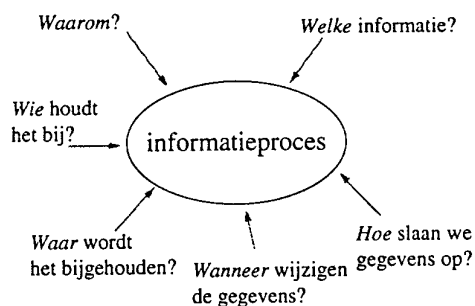 Waarom?
Welke informatie?
Wie houdt
het bij?
informatieproces
Waar wordt
het bijgehouden?
Wanneer wijzigen
de gegevens?
Hoe slaan we
gegevens op?